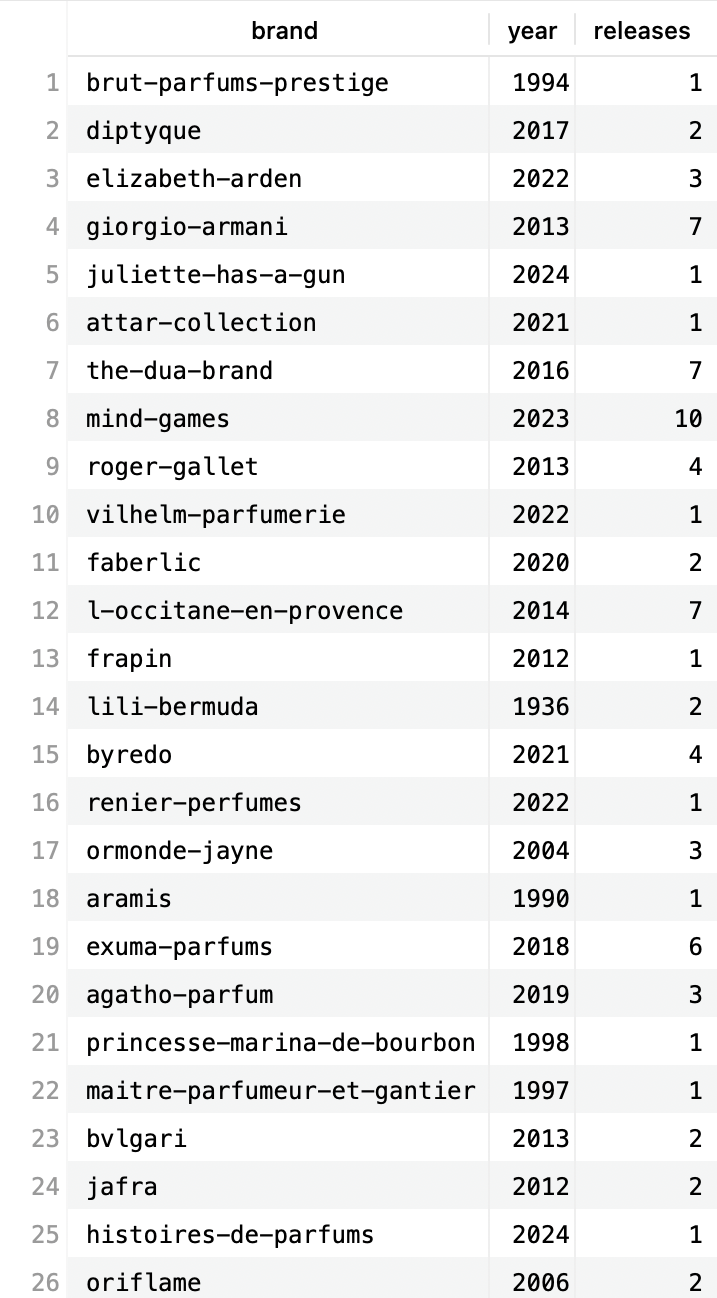 brand year releases
1 brut-parfums-prestige 1994 1
2 diptyque 2017 2
3 elizabeth-arden 2022 3
4 giorgio-armani 2013 7
5 juliette-has-a-gun 2024 1
6 attar-collection 2021 1
7 the-dua-brand 2016 7
8 mind-games 2023 10
9 roger-gallet 2013 4
10 vilhelm-parfumerie 2022 1
11 faberlic 2020 2
12 l-occitane-en-provence 2014 7
13 frapin 2012 1
14 lili-bermuda 1936 2
15 byredo 2021 4
16 renier-perfumes 2022 1
17 ormonde-jayne 2004 3
18 aramis 1990 1
19 exuma-parfums 2018 6
20 agatho-parfum 2019 3
21 princesse-marina-de-bourbon 1998 1
22 maitre-parfumeur-et-gantier 1997 1
23 bvlgari 2013 2
24 jafra 2012 2
25 histoires-de-parfums 2024 1
26 oriflame 2006 2